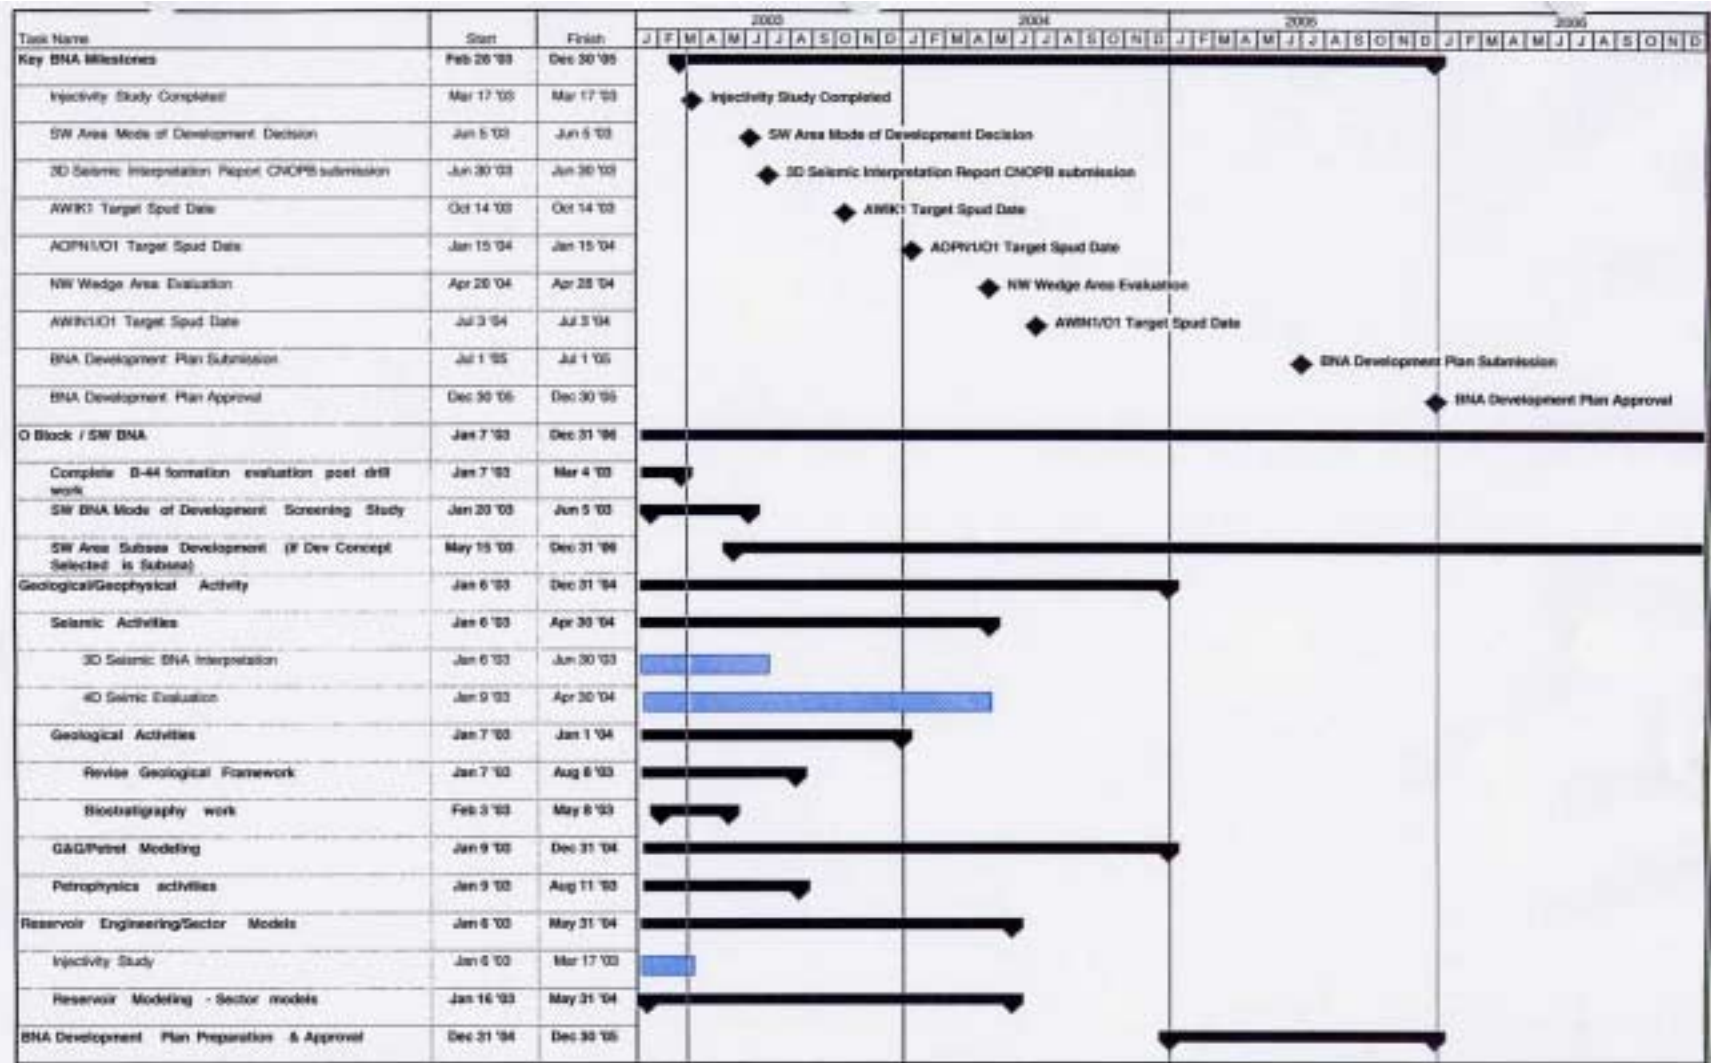 2003 2004 2005 2006
Task Name Start Finish J F M A M J J A S O N D J F M A M J J A S O N D J F M A M J J A S O N D J F M A M J J A S O N D
Key BNA Milestones Feb 26 '03 Dec 30 '05
Injectivity Study Completed Mar 17 '03 Mar 17 '03 Injectivity Study Completed
SW Area Mode of Development Decision Jun 5 '03 Jun 5 '03 SW Area Mode of Development Decision
3D Seismic Interpretation Report CNOPB submission Jun 30 '03 Jun 30 '03 3D Seismic Interpretation Report CNOPB submission
AWIK1 Target Spud Date Oct 14 '03 Oct 14 '03 AWIK1 Target Spud Date
AOPN1/O1 Target Spud Date Jan 15 '04 Jan 15 '04 AOPN1/O1 Target Spud Date
NW Wedge Area Evaluation Apr 28 '04 Apr 28 '04 NW Wedge Area Evaluation
AWIN1/O1 Target Spud Date Jul 3 '04 Jul 3 '04 AWIN1/O1 Target Spud Date
BNA Development Plan Submission Jul 1 '05 Jul 1 '05 BNA Development Plan Submission
BNA Development Plan Approval Dec 30 '05 Dec 30 '05 BNA Development Plan Approval
O Block / SW BNA Jan 7 '03 Dec 31 '06
Complete B-44 formation evaluation post drill Jan 7 '03 Mar 4 '03
work
SW BNA Mode of Development Screening Study Jan 20 '03 Jun 5 '03
SW Area Subsea Development (if Dev Concept May 15 '03 Dec 31 '06
Selected is Subsea)
Geological/Geophysical Activity Jan 6 '03 Dec 31 '04
Seismic Activities Jan 6 '03 Apr 30 '04
3D Seismic BNA Interpretation Jan 6 '03 Jun 30 '03
4D Seimic Evaluation Jan 9 '03 Apr 30 '04
Geological Activities Jan 7 '03 Jan 1 '04
Revise Geological Framework Jan 7 '03 Aug 8 '03
Biostratigraphy work Feb 3 '03 May 8 '03
G&G/Petrel Modeling Jan 9 '03 Dec 31 '04
Petrophysics activities Jan 9 '03 Aug 11 '03
Reservoir Engineering/Sector Models Jan 6 '03 May 31 '04
Injectivity Study Jan 6 '03 Mar 17 '03
Reservoir Modeling - Sector models Jan 16 '03 May 31 '04
BNA Development Plan Preparation & Approval Dec 31 '04 Dec 30 '05